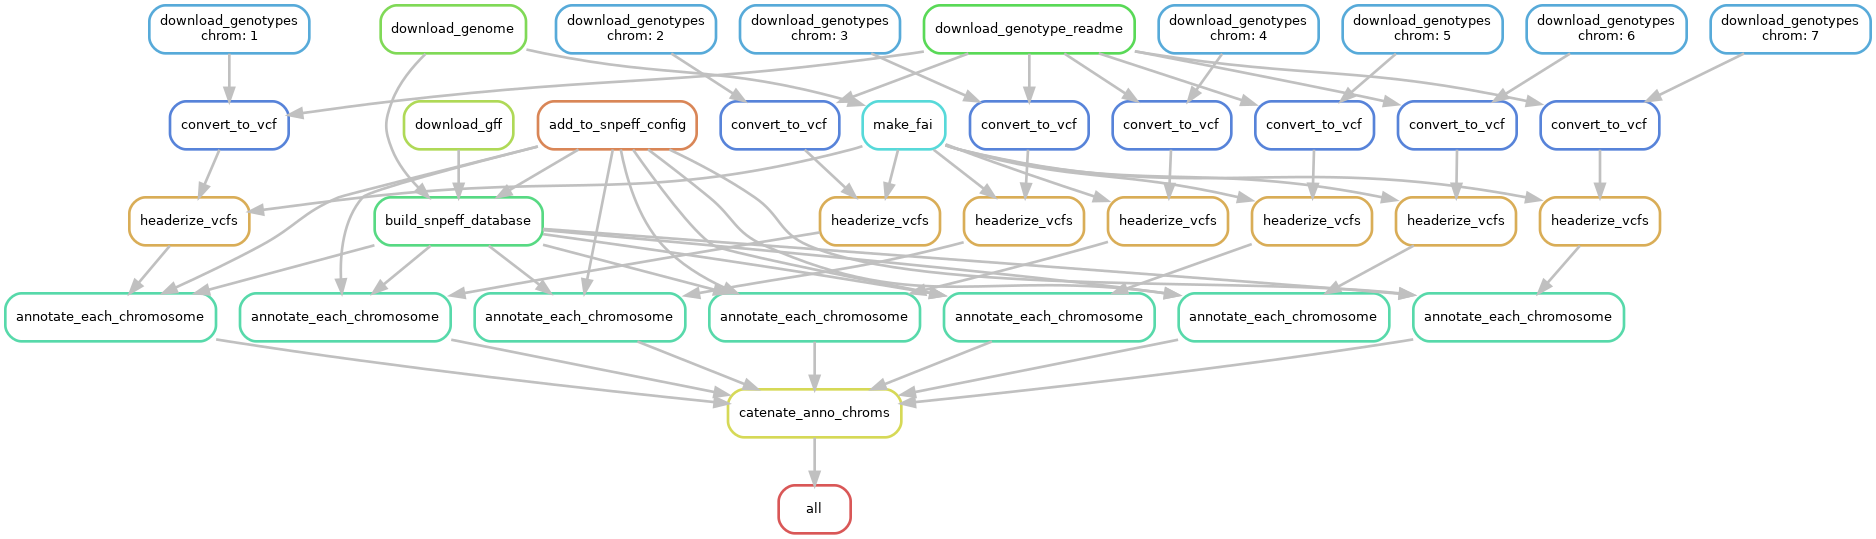 download_genotypes
chrom: 1
download_genome
download_genotypes
chrom: 2
download_genotypes
chrom: 3
download_genotype_readme
download_genotypes
chrom: 4
download_genotypes
chrom: 5
download_genotypes
chrom: 6
download_genotypes
chrom: 7
convert_to_vcf
download_gff
add_to_snpeff_config
convert_to_vcf
make_fai
convert_to_vcf
convert_to_vcf
convert_to_vcf
convert_to_vcf
convert_to_vcf
headerize_vcfs
build_snpeff_database
headerize_vcfs
headerize_vcfs
headerize_vcfs
headerize_vcfs
headerize_vcfs
headerize_vcfs
annotate_each_chromosome
annotate_each_chromosome
annotate_each_chromosome
annotate_each_chromosome
annotate_each_chromosome
annotate_each_chromosome
annotate_each_chromosome
catenate_anno_chroms
all